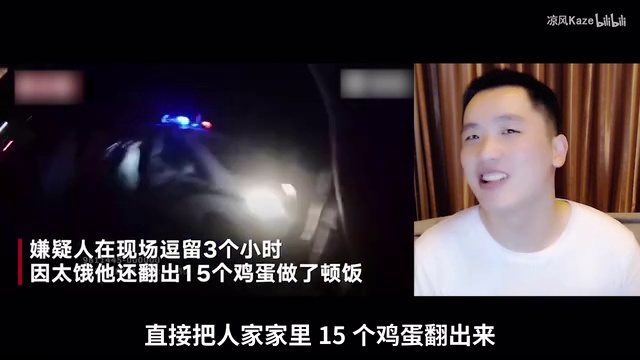 凉风Kaze bilibili
嫌疑人在现场逗留3个小时
因太饿他还翻出15个鸡蛋做了顿饭
直接把人家家里 15 个鸡蛋翻出来